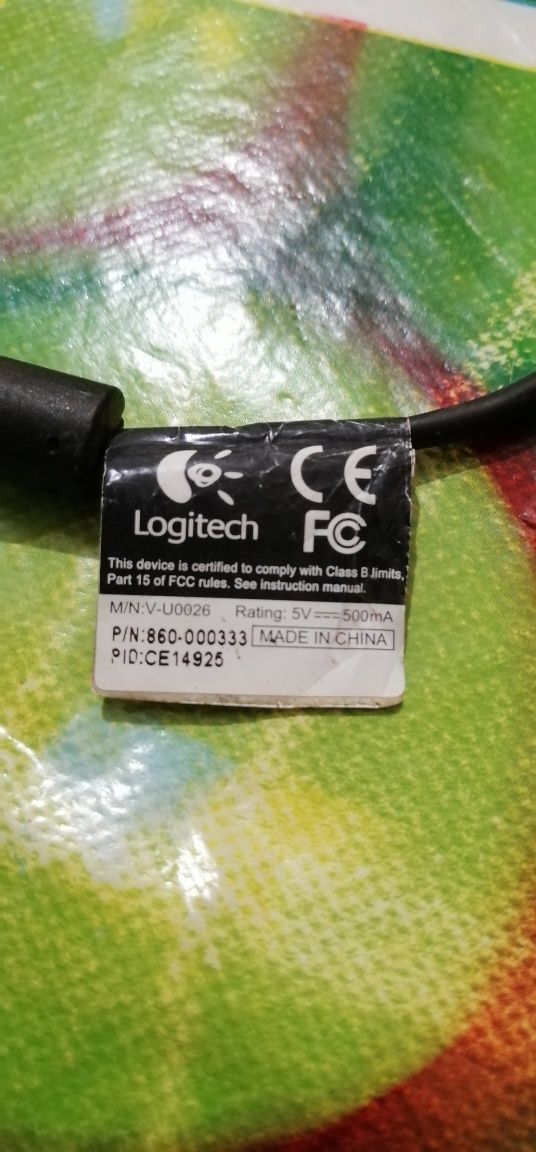 Logitech
CE
FC
This device is certified to comply with Class B limits,
Part 15 of FCC rules. See instruction manual.
M/N:V-U0026 Rating: 5V⎓500mA
P/N:860-000333 MADE IN CHINA
PID:CE14925